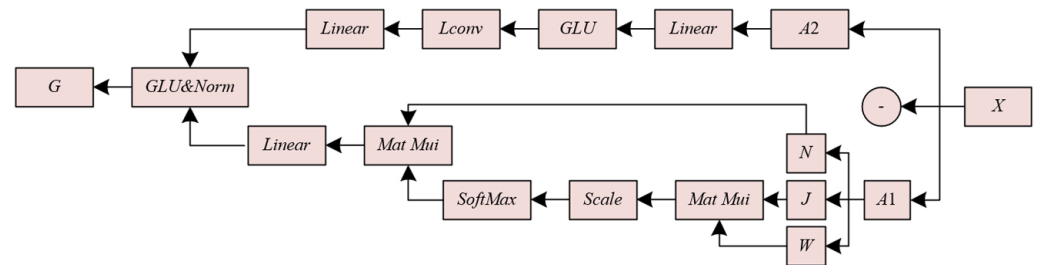 Linear
Lconv
GLU
Linear
A2
G
GLU&Norm
-
X
Linear
Mat Mui
N
SoftMax
Scale
Mat Mui
J
A1
W